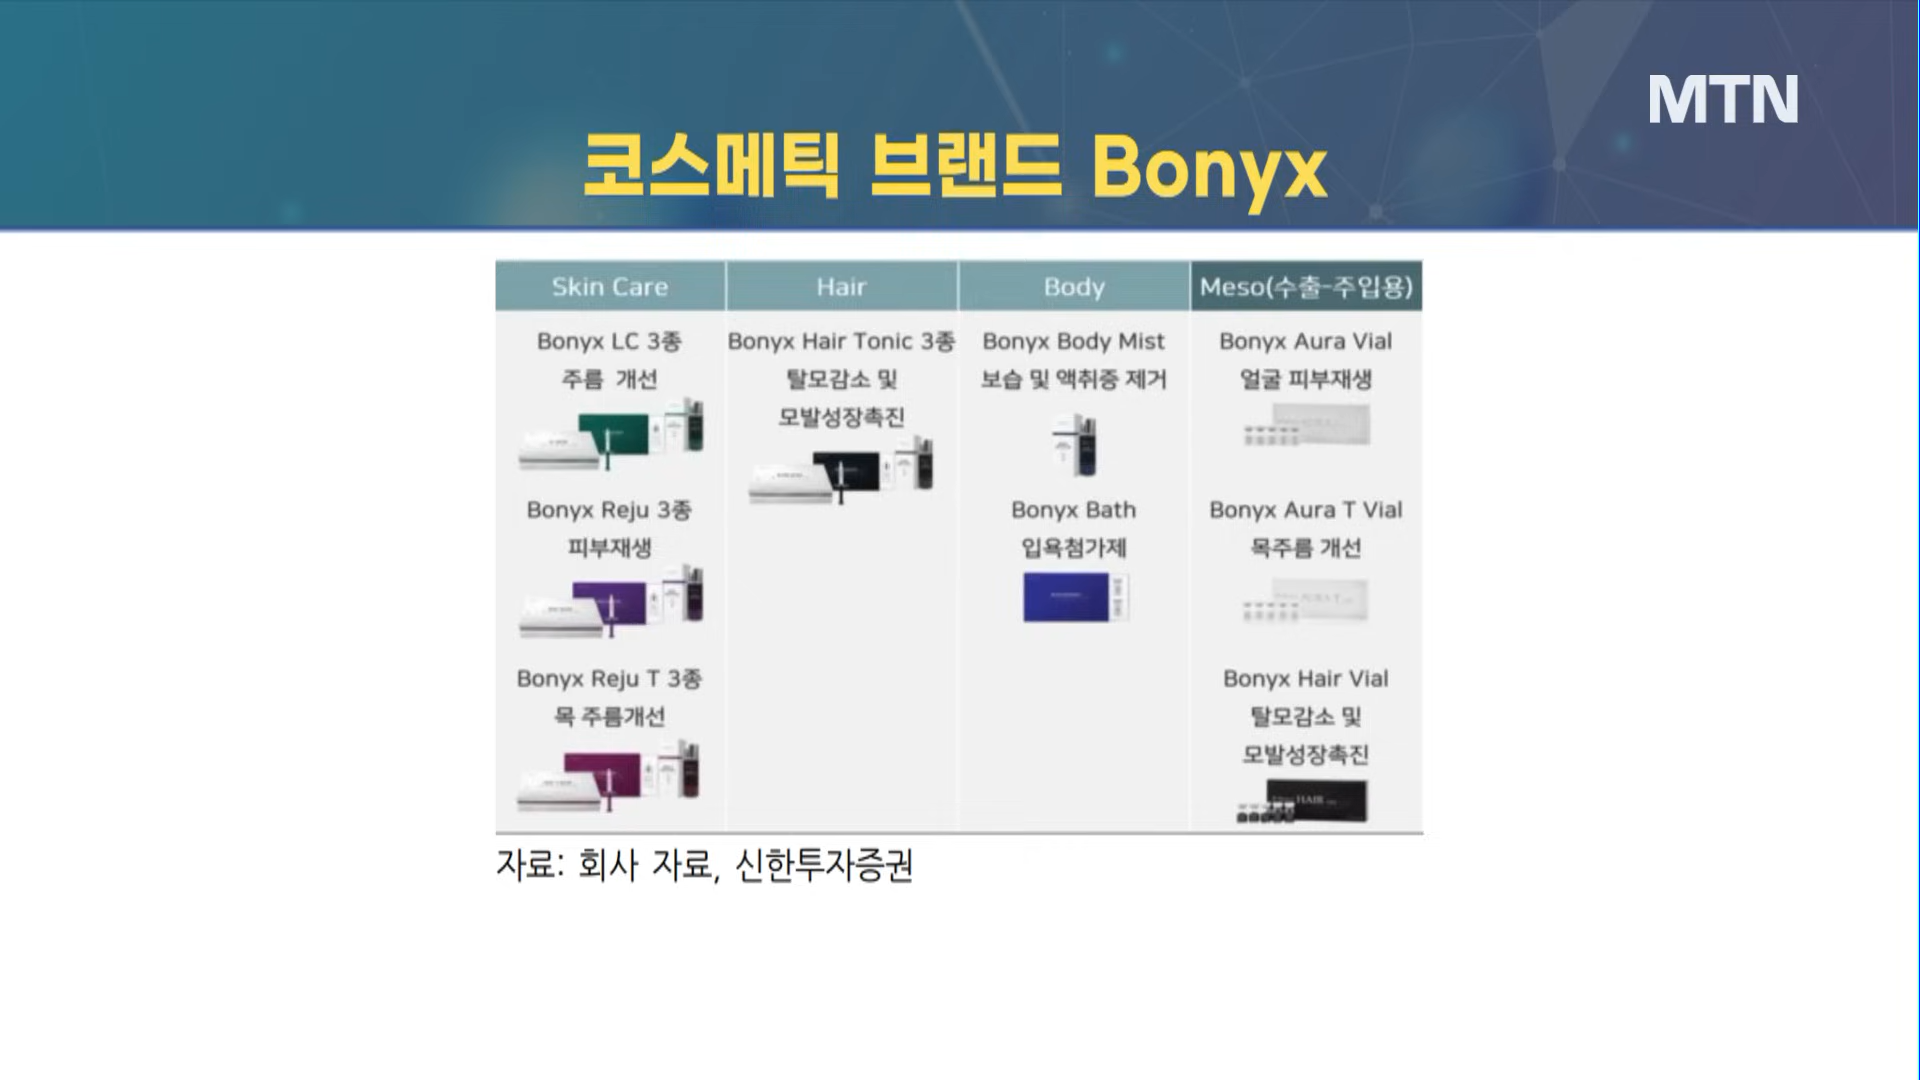 MTN
코스메틱 브랜드 Bonyx
Skin Care
Bonyx LC 3종
주름 개선
Bonyx Reju 3종
피부재생
Bonyx Reju T 3종
목 주름개선
Hair
Bonyx Hair Tonic 3종
탈모감소 및
모발성장촉진
Body
Bonyx Body Mist
보습 및 액취증 제거
Bonyx Bath
입욕첨가제
Meso(수출-주입용)
Bonyx Aura Vial
얼굴 피부재생
Bonyx Aura T Vial
목주름 개선
Bonyx Hair Vial
탈모감소 및
모발성장촉진
HAIR
자료: 회사 자료, 신한투자증권